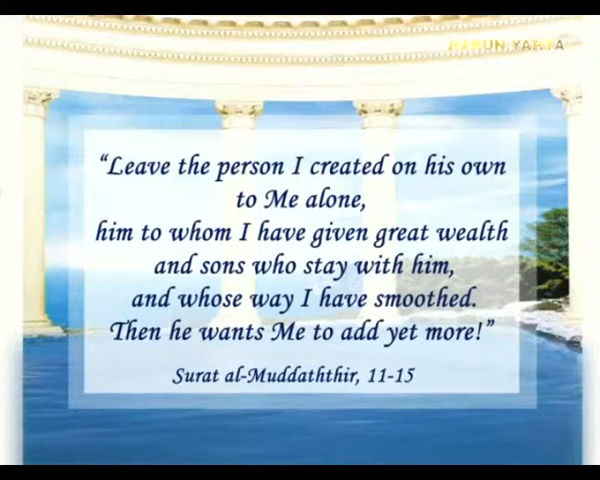 HARUN YAHYA
“Leave the person I created on his own
to Me alone,
him to whom I have given great wealth
and sons who stay with him,
and whose way I have smoothed.
Then he wants Me to add yet more!”
Surat al-Muddaththir, 11-15